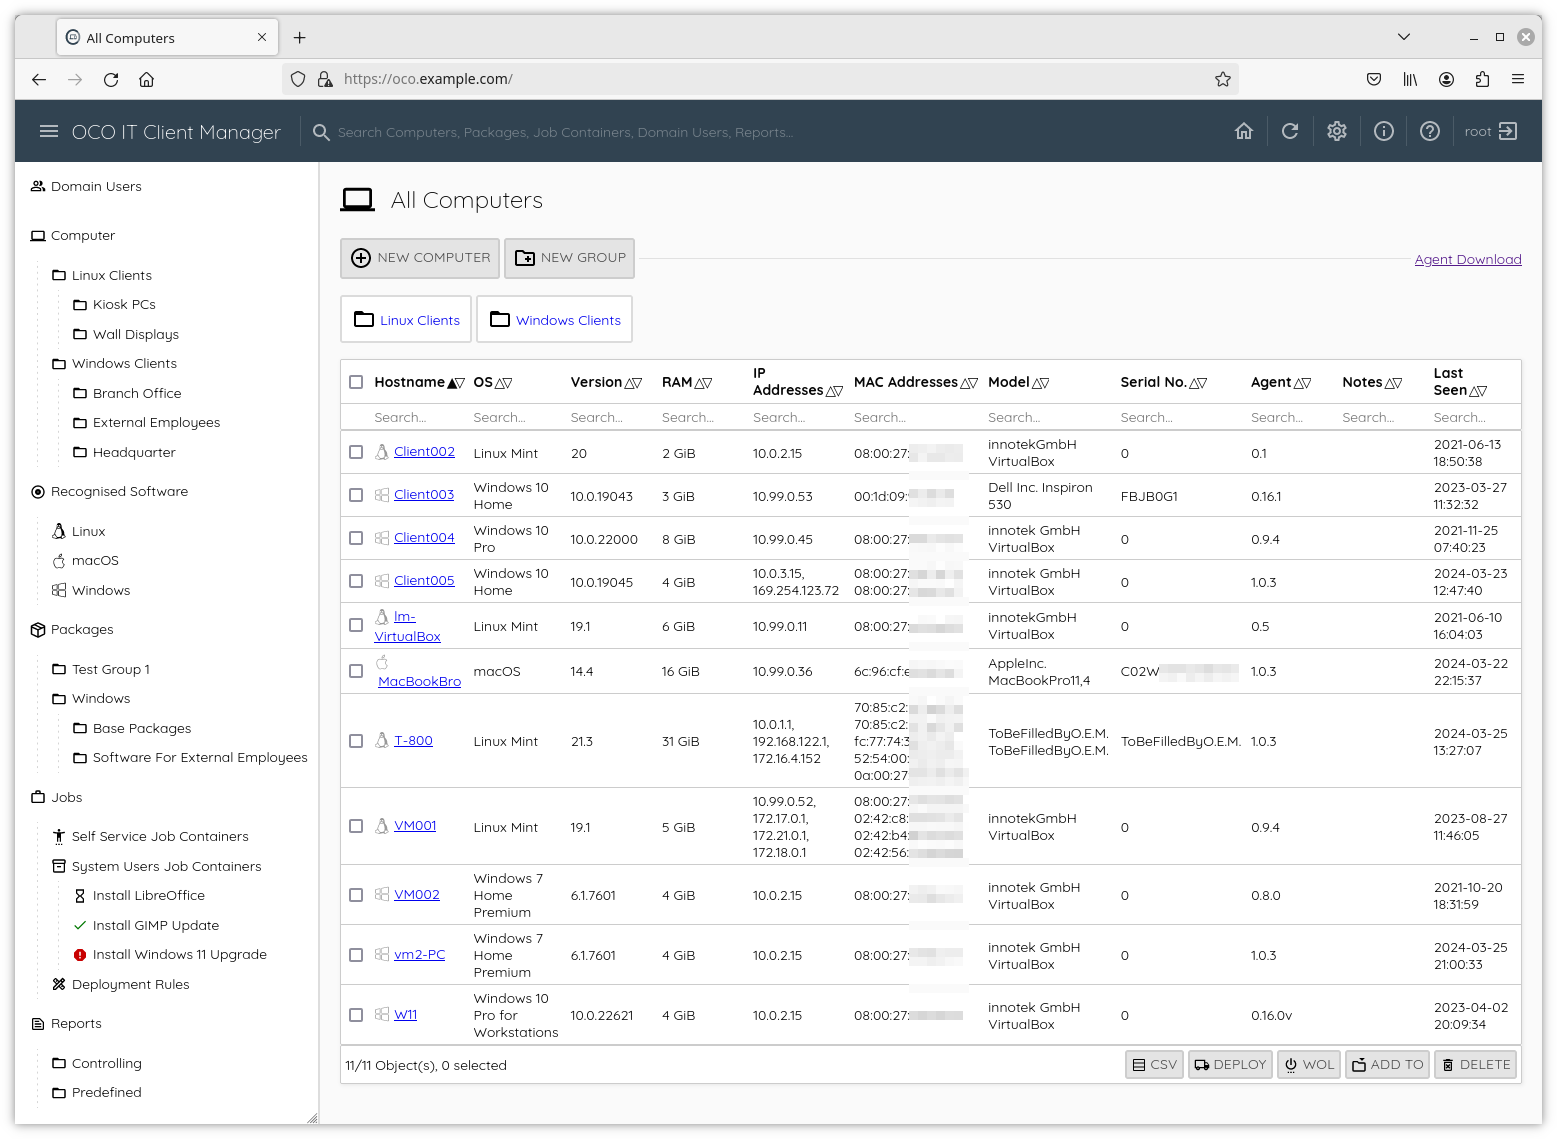 All Computers
https://oco.example.com/
OCO IT Client Manager
Search Computers, Packages, Job Containers, Domain Users, Reports...
root
Domain Users
Computer
Linux Clients
Kiosk PCs
Wall Displays
Windows Clients
Branch Office
External Employees
Headquarter
Recognised Software
Linux
macOS
Windows
Packages
Test Group 1
Windows
Base Packages
Software For External Employees
Jobs
Self Service Job Containers
System Users Job Containers
Install LibreOffice
Install GIMP Update
Install Windows 11 Upgrade
Deployment Rules
Reports
Controlling
Predefined
All Computers
NEW COMPUTER NEW GROUP Agent Download
Linux Clients Windows Clients
Hostname OS Version RAM IP Addresses MAC Addresses Model Serial No. Agent Notes Last Seen
Search... Search... Search... Search... Search... Search... Search... Search... Search... Search... Search...
Client002 Linux Mint 20 2 GiB 10.0.2.15 08:00:27: innotekGmbH VirtualBox 0 0.1 2021-06-13 18:50:38
Client003 Windows 10 Home 10.0.19043 3 GiB 10.99.0.53 00:1d:09: Dell Inc. Inspiron 530 FBJB0G1 0.16.1 2023-03-27 11:32:32
Client004 Windows 10 Pro 10.0.22000 8 GiB 10.99.0.45 08:00:27: innotek GmbH VirtualBox 0 0.9.4 2021-11-25 07:40:23
Client005 Windows 10 Home 10.0.19045 4 GiB 10.0.3.15, 169.254.123.72 08:00:27: 08:00:27: innotek GmbH VirtualBox 0 1.0.3 2024-03-23 12:47:40
lm-VirtualBox Linux Mint 19.1 6 GiB 10.99.0.11 08:00:27: innotekGmbH VirtualBox 0 0.5 2021-06-10 16:04:03
MacBookBro macOS 14.4 16 GiB 10.99.0.36 6c:96:cf:e AppleInc. MacBookPro11,4 C02W 1.0.3 2024-03-22 22:15:37
T-800 Linux Mint 21.3 31 GiB 10.0.1.1, 192.168.122.1, 172.16.4.152 70:85:c2: 70:85:c2: fc:77:74:3 52:54:00: 0a:00:27 ToBeFilledByO.E.M. ToBeFilledByO.E.M. ToBeFilledByO.E.M. 1.0.3 2024-03-25 13:27:07
VM001 Linux Mint 19.1 5 GiB 10.99.0.52, 172.17.0.1, 172.21.0.1, 172.18.0.1 08:00:27: 02:42:c8: 02:42:b4: 02:42:56: innotekGmbH VirtualBox 0 0.9.4 2023-08-27 11:46:05
VM002 Windows 7 Home Premium 6.1.7601 4 GiB 10.0.2.15 08:00:27: innotek GmbH VirtualBox 0 0.8.0 2021-10-20 18:31:59
vm2-PC Windows 7 Home Premium 6.1.7601 4 GiB 10.0.2.15 08:00:27: innotek GmbH VirtualBox 0 1.0.3 2024-03-25 21:00:33
W11 Windows 10 Pro for Workstations 10.0.22621 4 GiB 10.0.2.15 08:00:27: innotek GmbH VirtualBox 0 0.16.0v 2023-04-02 20:09:34
11/11 Object(s), 0 selected CSV DEPLOY WOL ADD TO DELETE